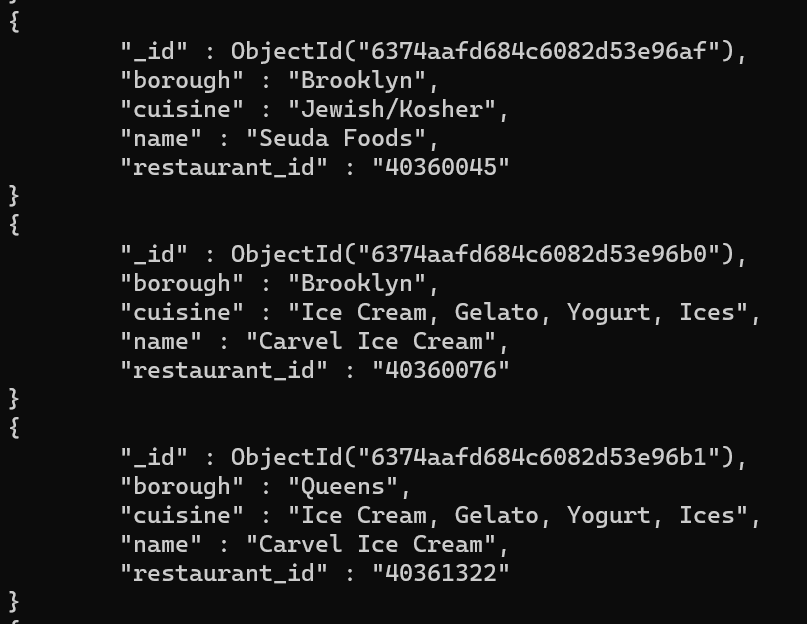 }
{
"_id" : ObjectId("6374aafd684c6082d53e96af"),
"borough" : "Brooklyn",
"cuisine" : "Jewish/Kosher",
"name" : "Seuda Foods",
"restaurant_id" : "40360045"
}
{
"_id" : ObjectId("6374aafd684c6082d53e96b0"),
"borough" : "Brooklyn",
"cuisine" : "Ice Cream, Gelato, Yogurt, Ices",
"name" : "Carvel Ice Cream",
"restaurant_id" : "40360076"
}
{
"_id" : ObjectId("6374aafd684c6082d53e96b1"),
"borough" : "Queens",
"cuisine" : "Ice Cream, Gelato, Yogurt, Ices",
"name" : "Carvel Ice Cream",
"restaurant_id" : "40361322"
}
{